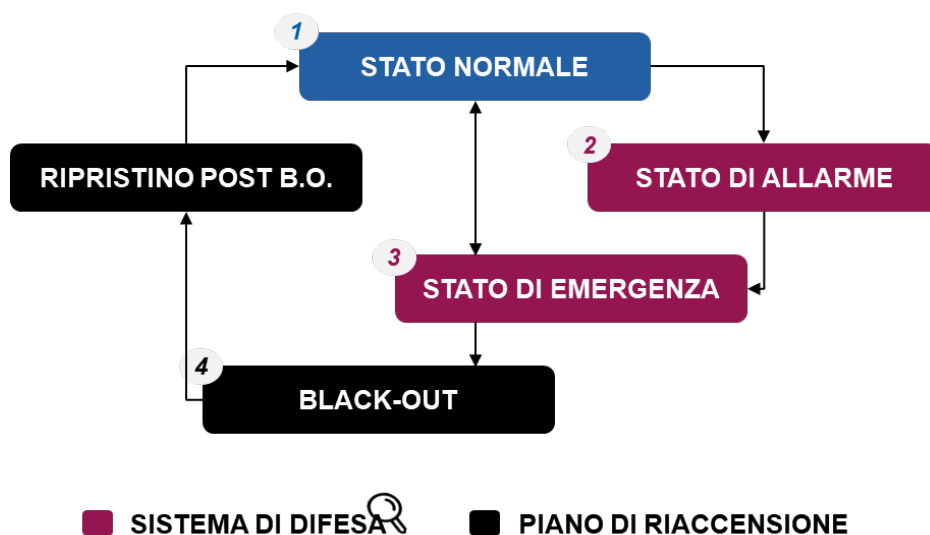 1
STATO NORMALE
2
RIPRISTINO POST B.O.
STATO DI ALLARME
3
STATO DI EMERGENZA
4
BLACK-OUT
SISTEMA DI DIFESA
PIANO DI RIACCENSIONE